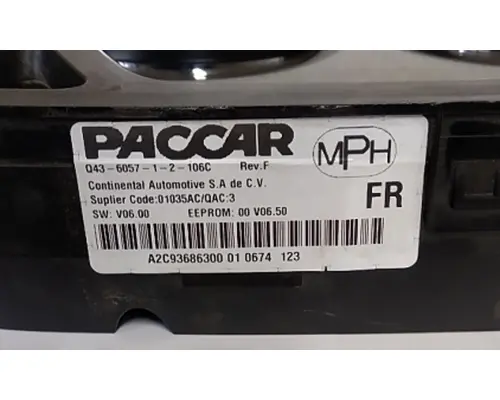 PACCAR
MPH
Q43-6057-1-2-106C Rev.F
Continental Automotive S.A de C.V.
FR
Suplier Code:01035AC/QAC:3
SW: V06.00 EEPROM: 00 V06.50
A2C93686300 01 0674 123